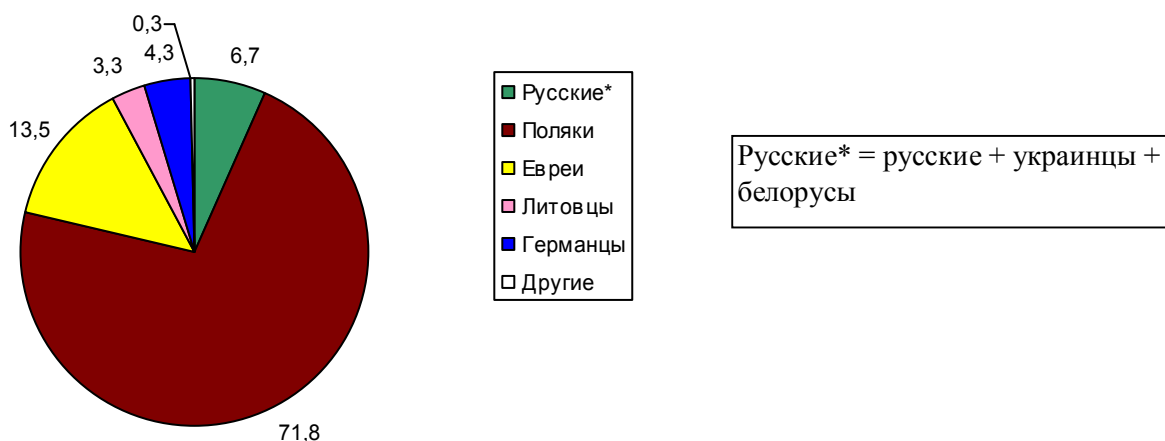 0,3
4,3
6,7
3,3
13,5
71,8
Русские*
Поляки
Евреи
Литовцы
Германцы
Другие
Русские* = русские + украинцы +
белорусы